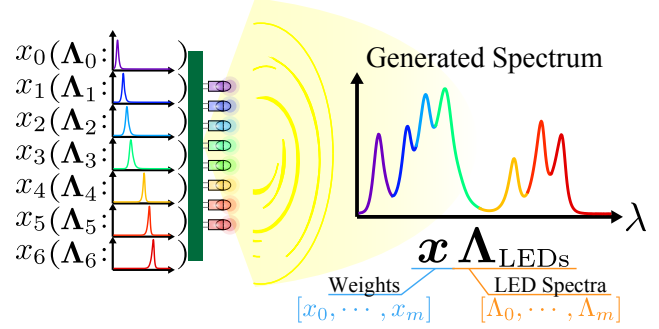 x₀(Λ₀: )
x₁(Λ₁: )
x₂(Λ₂: )
x₃(Λ₃: )
x₄(Λ₄: )
x₅(Λ₅: )
x₆(Λ₆: )
Generated Spectrum
λ
x Λ_LEDs
Weights
[x₀, ⋯ , xₘ]
LED Spectra
[Λ₀, ⋯ , Λₘ]